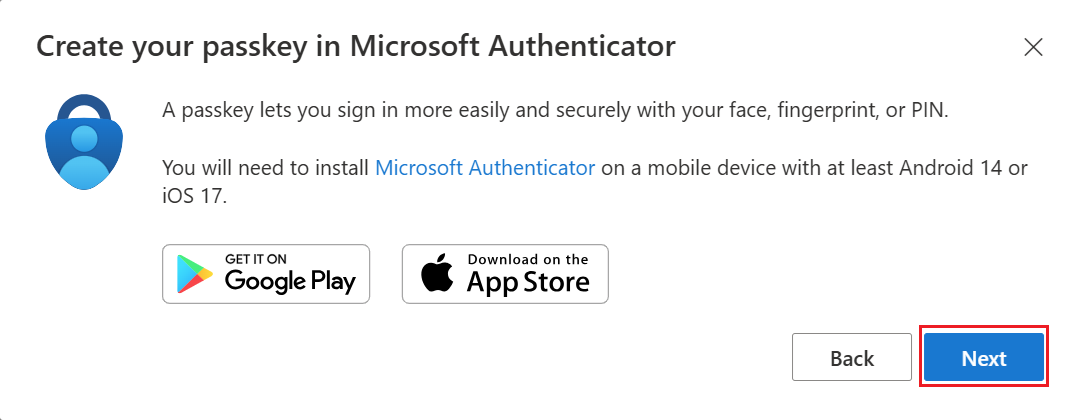 Create your passkey in Microsoft Authenticator
A passkey lets you sign in more easily and securely with your face, fingerprint, or PIN.
You will need to install Microsoft Authenticator on a mobile device with at least Android 14 or
iOS 17.
GET IT ON
Google Play
Download on the
App Store
Back
Next